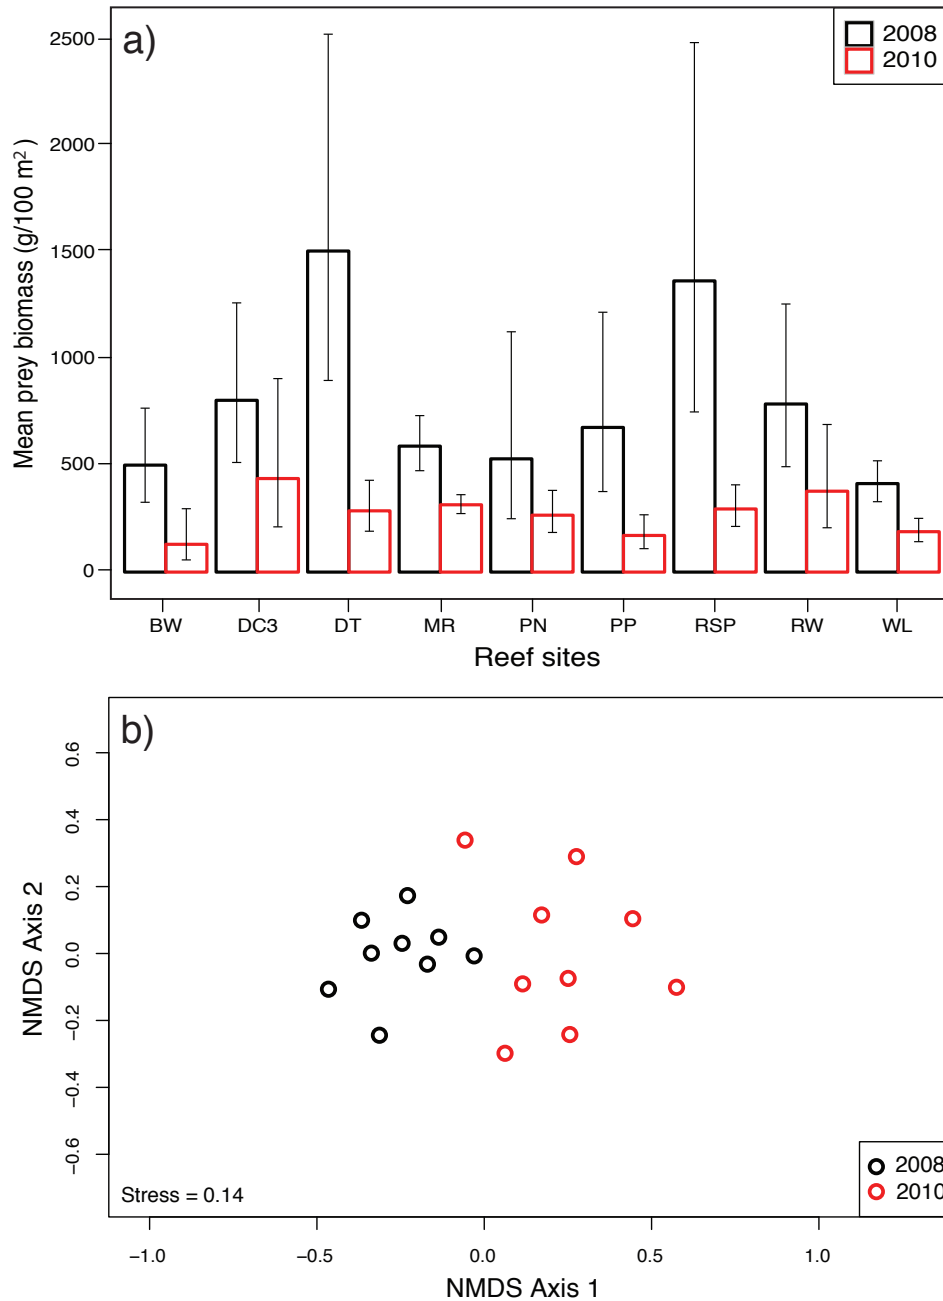 a)
2008
2010
Mean prey biomass (g/100 m²)
2500
2000
1500
1000
500
0
BW DC3 DT MR PN PP RSP RW WL
Reef sites
b)
NMDS Axis 2
0.6
0.4
0.2
0.0
−0.2
−0.4
−0.6
2008
2010
Stress = 0.14
−1.0 −0.5 0.0 0.5 1.0
NMDS Axis 1